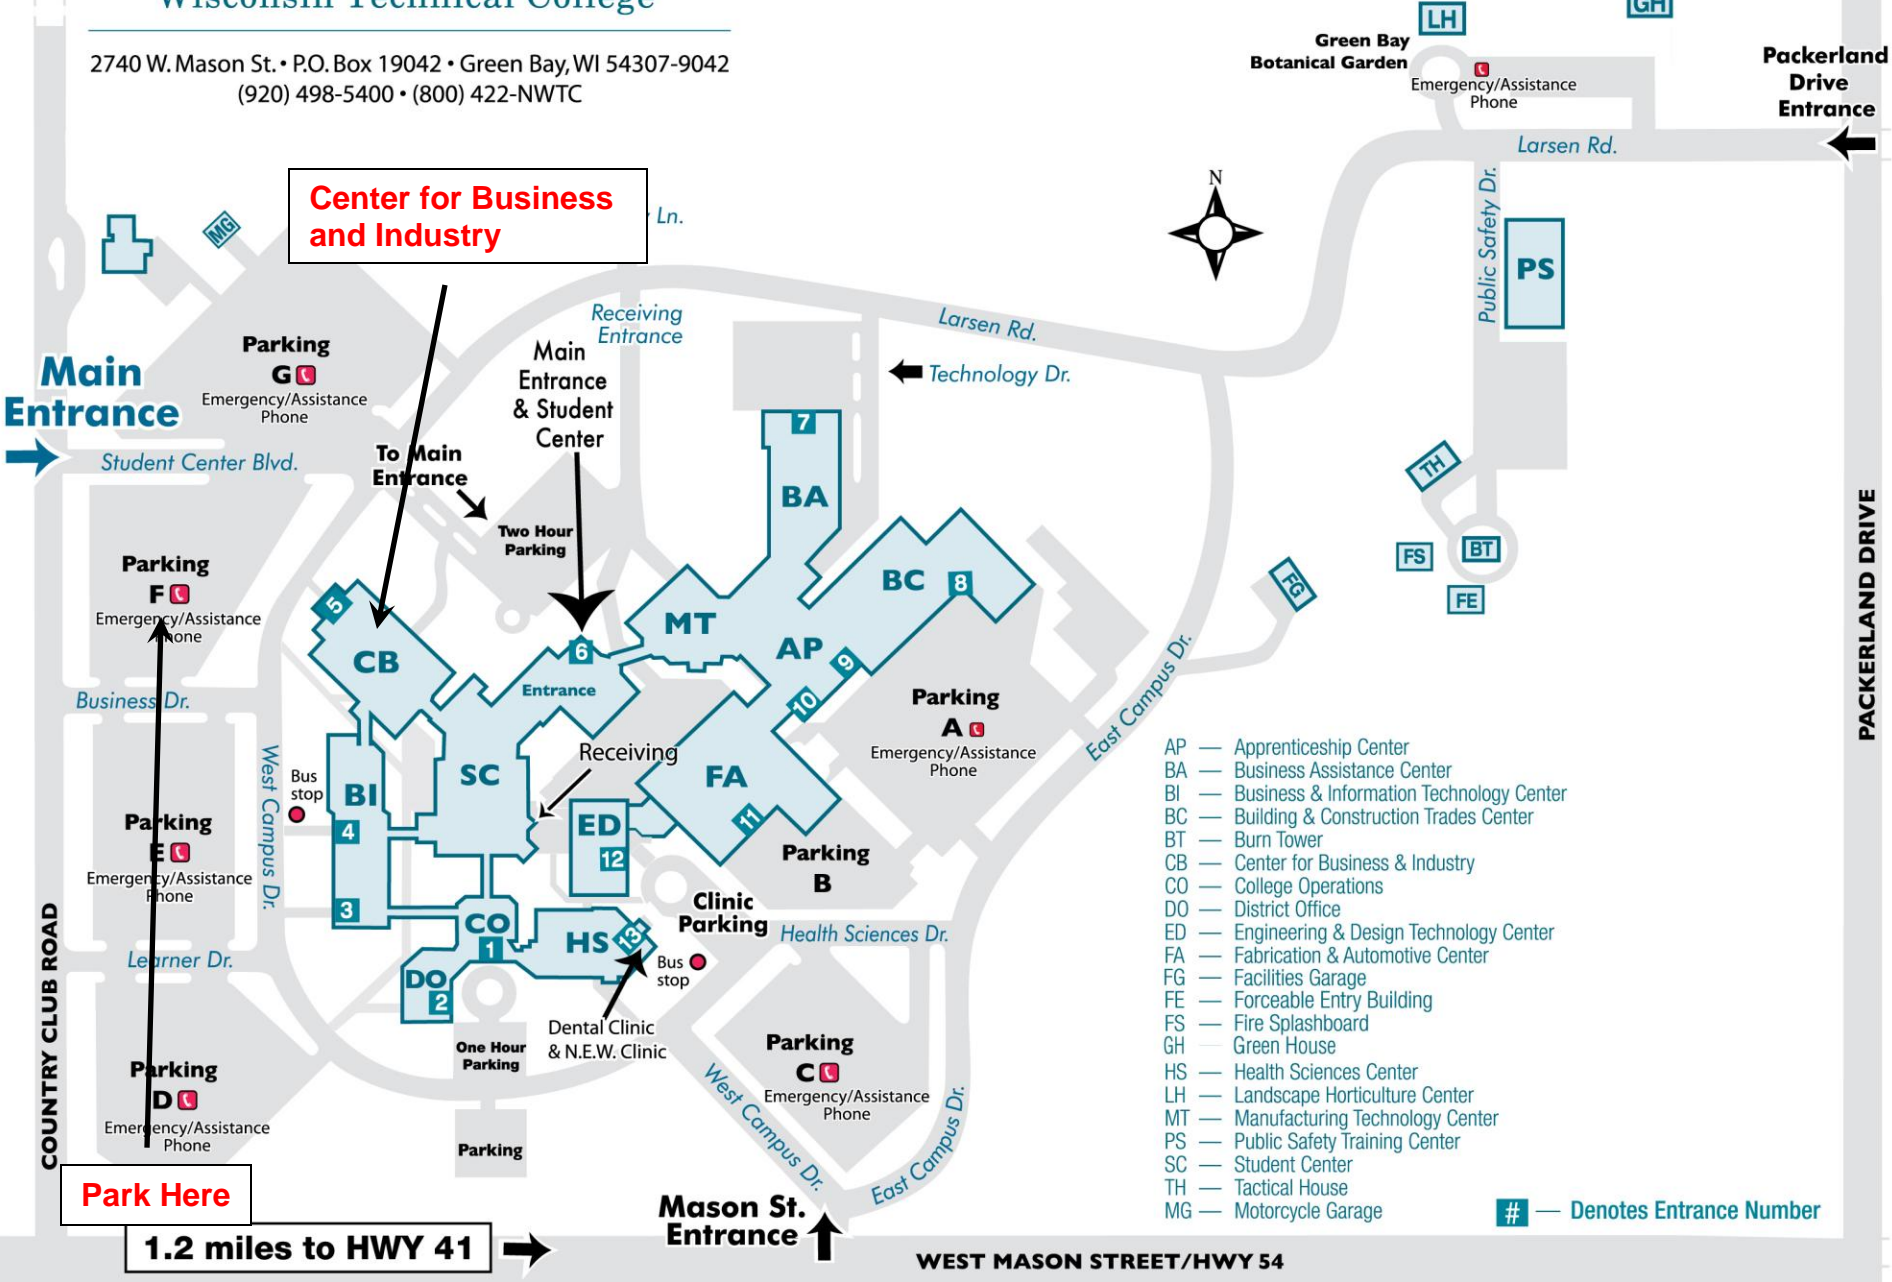 Wisconsin Technical College
2740 W. Mason St. • P.O. Box 19042 • Green Bay, WI 54307-9042
(920) 498-5400 • (800) 422-NWTC
LH
GH
Green Bay
Botanical Garden
Emergency/Assistance
Phone
Packerland
Drive
Entrance
Larsen Rd.
Public Safety Dr.
PS
N
Center for Business
and Industry
Ln.
MG
Parking
G
Emergency/Assistance
Phone
Main
Entrance
Student Center Blvd.
Receiving
Entrance
Larsen Rd.
Technology Dr.
Main
Entrance
& Student
Center
To Main
Entrance
Two Hour
Parking
7
BA
BC
8
MT
AP
9
10
TH
FS
BT
FE
FG
Parking
F
Emergency/Assistance
Phone
5
CB
6
Entrance
Business Dr.
West Campus Dr.
Bus
stop
BI
4
3
SC
Receiving
FA
11
ED
12
Parking
A
Emergency/Assistance
Phone
East Campus Dr.
Parking
B
Parking
E
Emergency/Assistance
Phone
Clinic
Parking
Health Sciences Dr.
CO
1
HS
13
DO
2
Bus
stop
Learner Dr.
Dental Clinic
& N.E.W. Clinic
One Hour
Parking
Parking
Parking
C
Emergency/Assistance
Phone
Parking
D
Emergency/Assistance
Phone
COUNTRY CLUB ROAD
PACKERLAND DRIVE
West Campus Dr.
East Campus Dr.
Park Here
Mason St.
Entrance
1.2 miles to HWY 41
WEST MASON STREET/HWY 54
AP — Apprenticeship Center
BA — Business Assistance Center
BI — Business & Information Technology Center
BC — Building & Construction Trades Center
BT — Burn Tower
CB — Center for Business & Industry
CO — College Operations
DO — District Office
ED — Engineering & Design Technology Center
FA — Fabrication & Automotive Center
FG — Facilities Garage
FE — Forceable Entry Building
FS — Fire Splashboard
GH — Green House
HS — Health Sciences Center
LH — Landscape Horticulture Center
MT — Manufacturing Technology Center
PS — Public Safety Training Center
SC — Student Center
TH — Tactical House
MG — Motorcycle Garage
# — Denotes Entrance Number